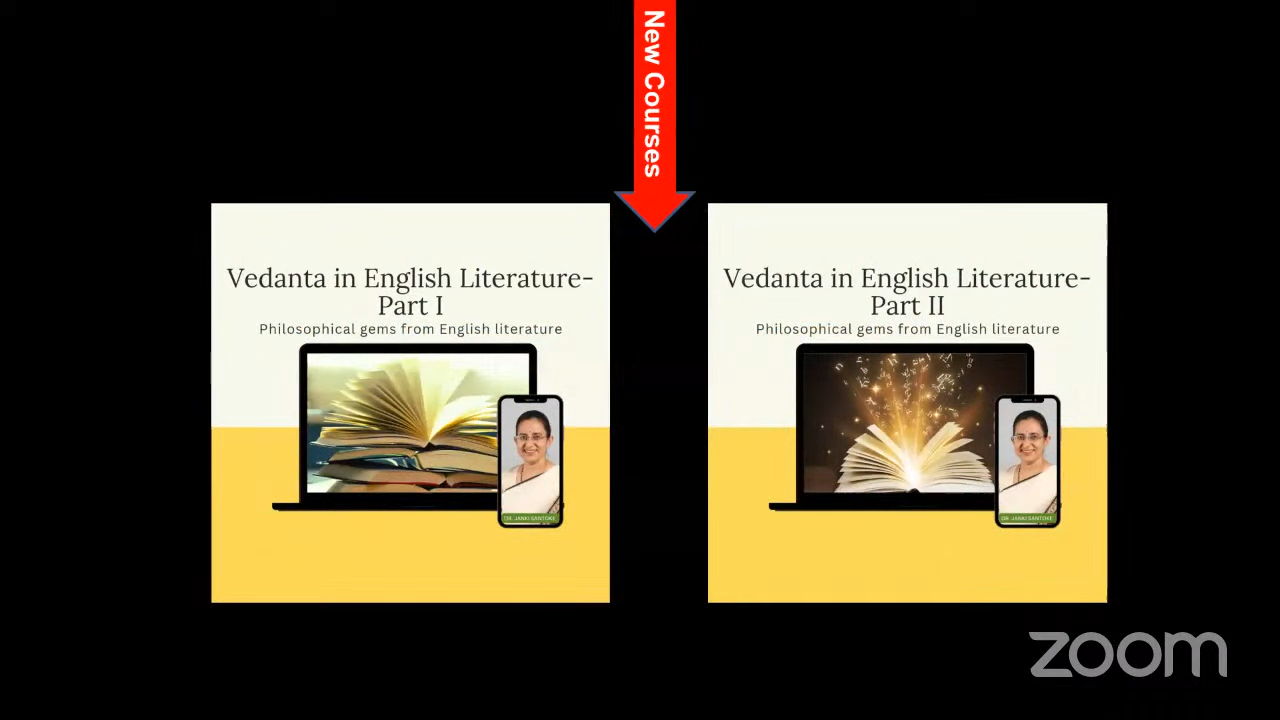 New Courses
Vedanta in English Literature-
Part I
Philosophical gems from English literature
DR. JANKI SANTOKE
Vedanta in English Literature-
Part II
Philosophical gems from English literature
DR. JANKI SANTOKE
zoom